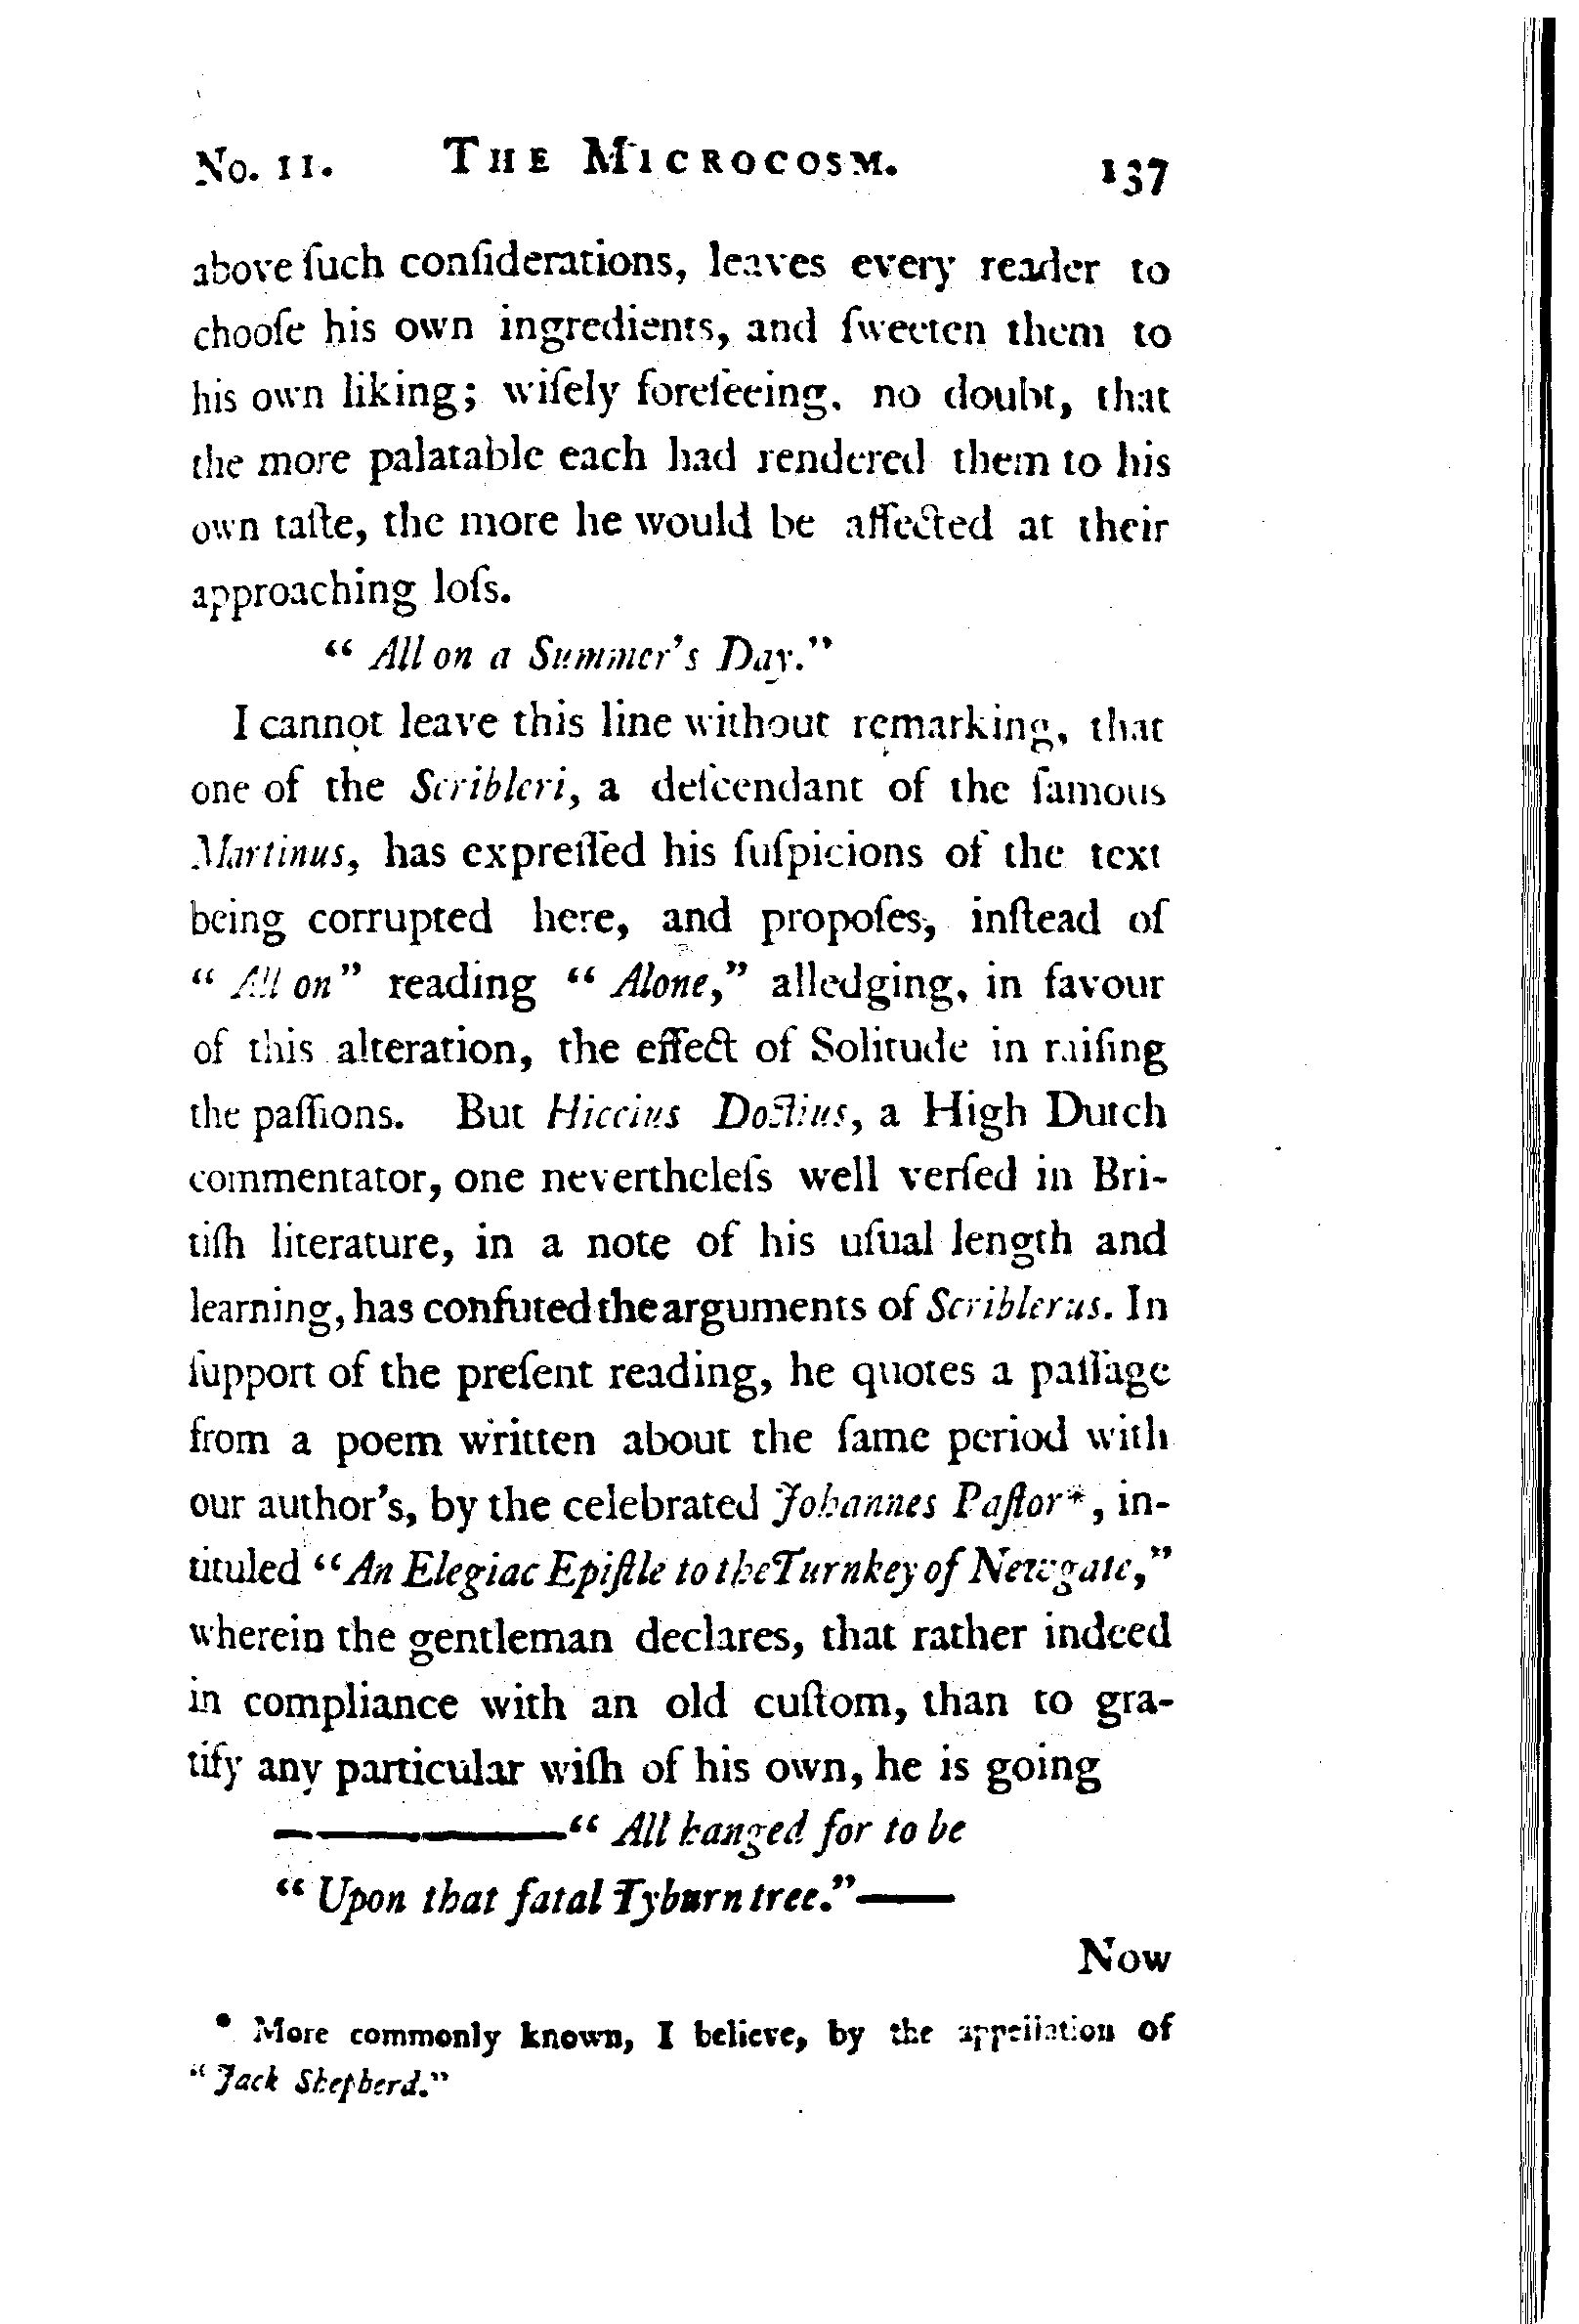 No. 11. THE MICROCOSM. 137
above ſuch conſiderations, leaves every reader to
chooſe his own ingredients, and ſweeten them to
his own liking; wiſely foreſeeing, no doubt, that
the more palatable each had rendered them to his
own taſte, the more he would be affected at their
approaching loſs.
“ All on a Summer's Day.”
I cannot leave this line without remarking, that
one of the Scribleri, a deſcendant of the famous
Martinus, has expreſſed his ſuſpicions of the text
being corrupted here, and propoſes, inſtead of
“ All on” reading “ Alone,” alledging, in favour
of this alteration, the effect of Solitude in raiſing
the paſſions. But Hiccius Doctius, a High Dutch
commentator, one nevertheleſs well verſed in Bri-
tiſh literature, in a note of his uſual length and
learning, has confuted the arguments of Scriblerus. In
ſupport of the preſent reading, he quotes a paſſage
from a poem written about the ſame period with
our author's, by the celebrated Johannes Paſtor*, in-
tituled “An Elegiac Epiſtle to the Turnkey of Newgate,”
wherein the gentleman declares, that rather indeed
in compliance with an old cuſtom, than to gra-
tify any particular wiſh of his own, he is going
————“ All hanged for to be
“ Upon that fatal Tyburn tree.”——
Now
* More commonly known, I believe, by the appellation of
“ Jack Shepherd.”